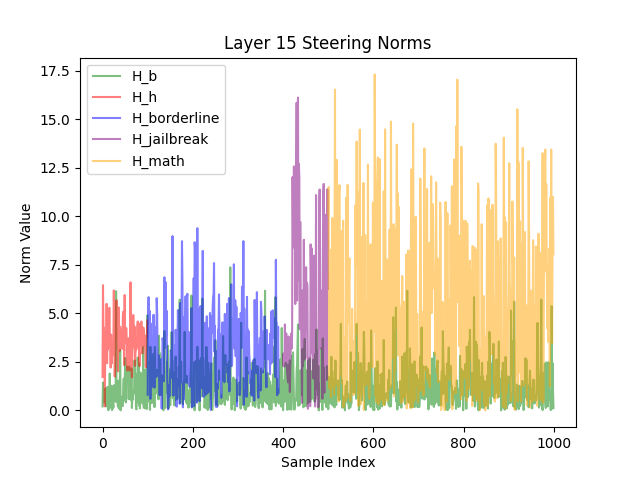 Layer 15 Steering Norms
17.5
15.0
12.5
10.0
7.5
5.0
2.5
0.0
Norm Value
H_b
H_h
H_borderline
H_jailbreak
H_math
0 200 400 600 800 1000
Sample Index